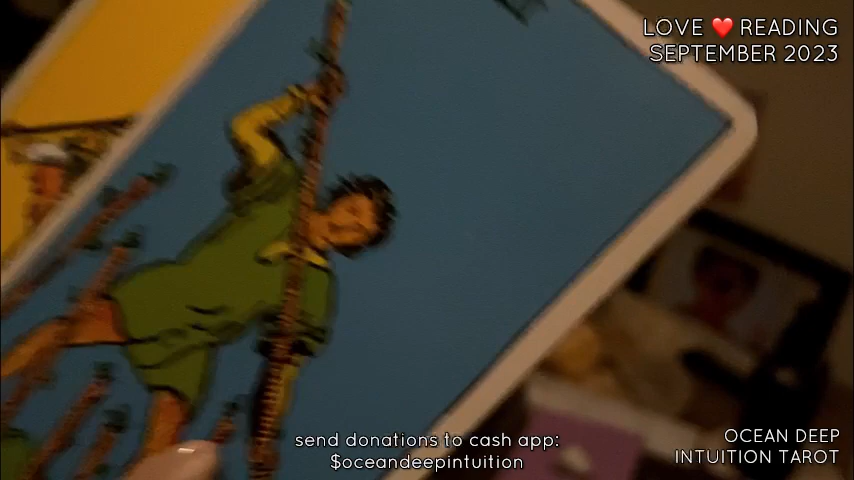 LOVE ❤️ READING
SEPTEMBER 2023
send donations to cash app:
$oceandeepintuition
OCEAN DEEP
INTUITION TAROT